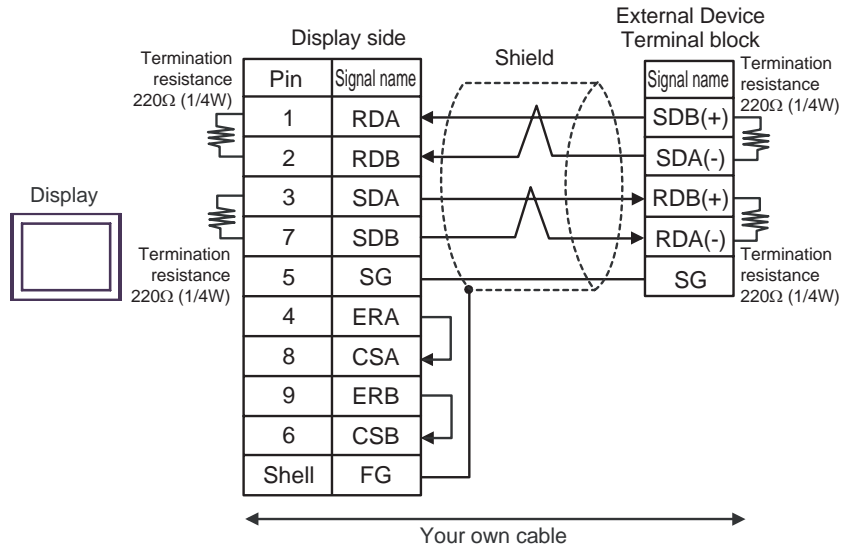 External Device
Terminal block
Display side
Shield
Termination
resistance
220Ω (1/4W)
Pin Signal name
Signal name
Termination
resistance
220Ω (1/4W)
1 RDA
SDB(+)
2 RDB
SDA(-)
3 SDA
RDB(+)
Display
7 SDB
RDA(-)
Termination
resistance
220Ω (1/4W)
5 SG
SG
Termination
resistance
220Ω (1/4W)
4 ERA
8 CSA
9 ERB
6 CSB
Shell FG
Your own cable